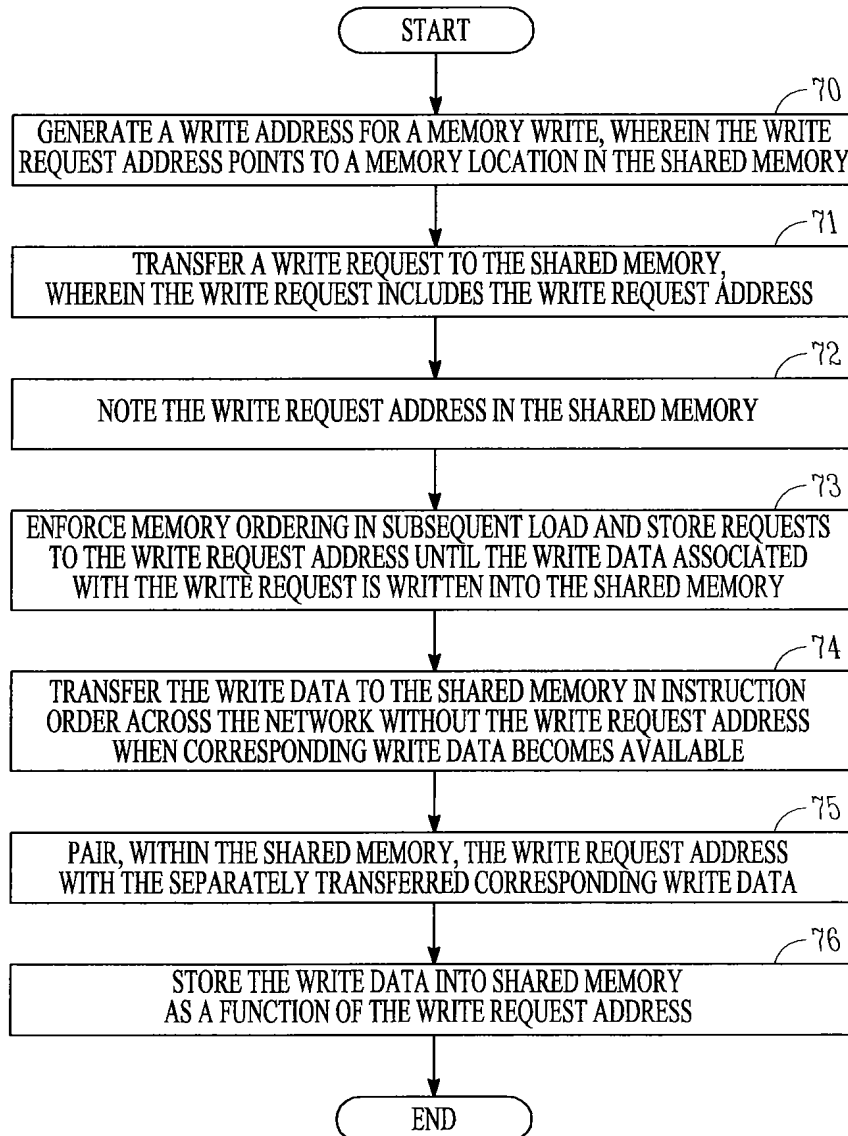 START
70
GENERATE A WRITE ADDRESS FOR A MEMORY WRITE, WHEREIN THE WRITE
REQUEST ADDRESS POINTS TO A MEMORY LOCATION IN THE SHARED MEMORY
71
TRANSFER A WRITE REQUEST TO THE SHARED MEMORY,
WHEREIN THE WRITE REQUEST INCLUDES THE WRITE REQUEST ADDRESS
72
NOTE THE WRITE REQUEST ADDRESS IN THE SHARED MEMORY
73
ENFORCE MEMORY ORDERING IN SUBSEQUENT LOAD AND STORE REQUESTS
TO THE WRITE REQUEST ADDRESS UNTIL THE WRITE DATA ASSOCIATED
WITH THE WRITE REQUEST IS WRITTEN INTO THE SHARED MEMORY
74
TRANSFER THE WRITE DATA TO THE SHARED MEMORY IN INSTRUCTION
ORDER ACROSS THE NETWORK WITHOUT THE WRITE REQUEST ADDRESS
WHEN CORRESPONDING WRITE DATA BECOMES AVAILABLE
75
PAIR, WITHIN THE SHARED MEMORY, THE WRITE REQUEST ADDRESS
WITH THE SEPARATELY TRANSFERRED CORRESPONDING WRITE DATA
76
STORE THE WRITE DATA INTO SHARED MEMORY
AS A FUNCTION OF THE WRITE REQUEST ADDRESS
END